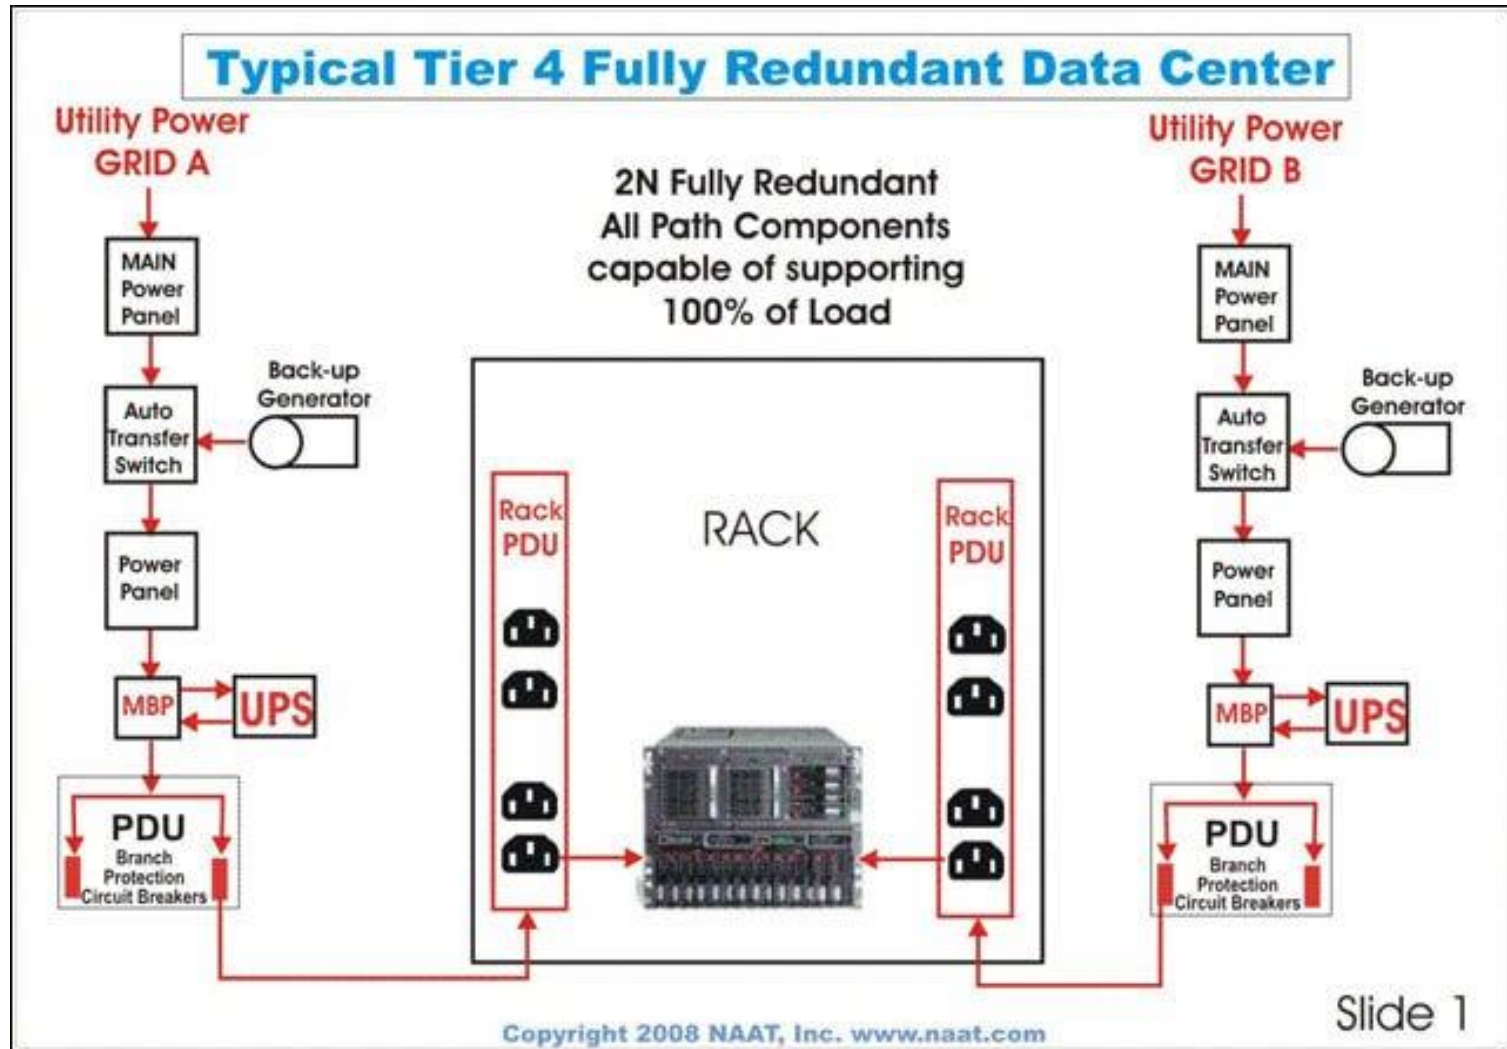 Typical Tier 4 Fully Redundant Data Center
Utility Power
GRID A
MAIN
Power
Panel
Auto
Transfer
Switch
Back-up
Generator
Power
Panel
MBP
UPS
PDU
Branch
Protection
Circuit Breakers
2N Fully Redundant
All Path Components
capable of supporting
100% of Load
RACK
Rack
PDU
Rack
PDU
Utility Power
GRID B
MAIN
Power
Panel
Auto
Transfer
Switch
Back-up
Generator
Power
Panel
MBP
UPS
PDU
Branch
Protection
Circuit Breakers
Copyright 2008 NAAT, Inc. www.naat.com
Slide 1